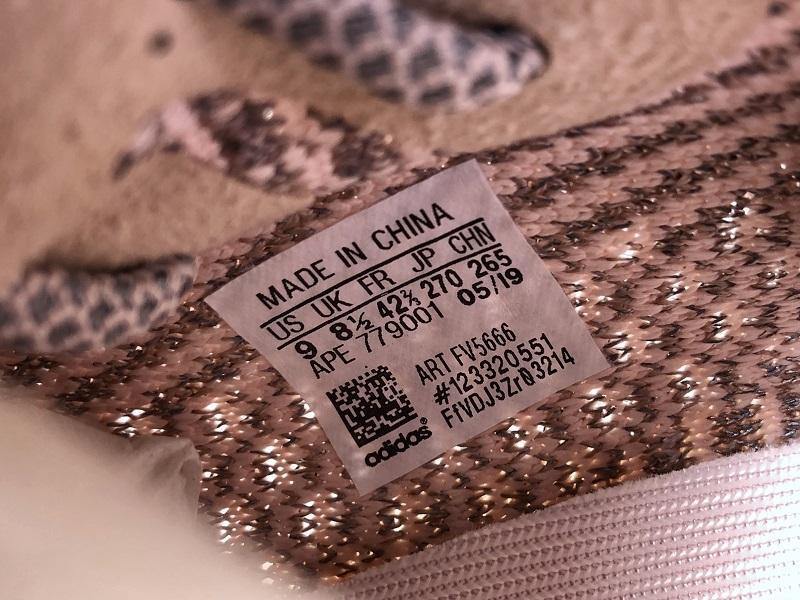 MADE IN CHINA
US UK FR JP CHN
9 8½ 42⅔ 270 265
APE 779001 05/19
ART FV5666
#123320551
FfVDJ3Zr03214
adidas®